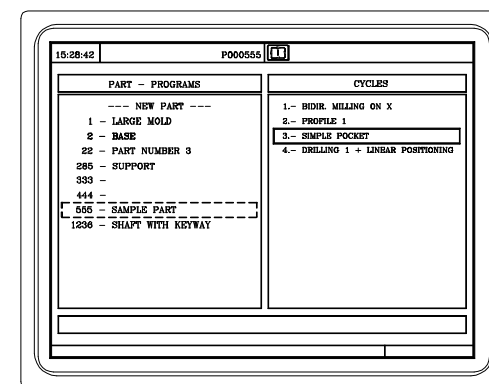 15:28:42 P000555
PART - PROGRAMS
--- NEW PART ---
1 - LARGE MOLD
2 - BASE
22 - PART NUMBER 3
285 - SUPPORT
333 -
444 -
555 - SAMPLE PART
1236 - SHAFT WITH KEYWAY
CYCLES
1.- BIDIR. MILLING ON X
2.- PROFILE 1
3.- SIMPLE POCKET
4.- DRILLING 1 + LINEAR POSITIONING